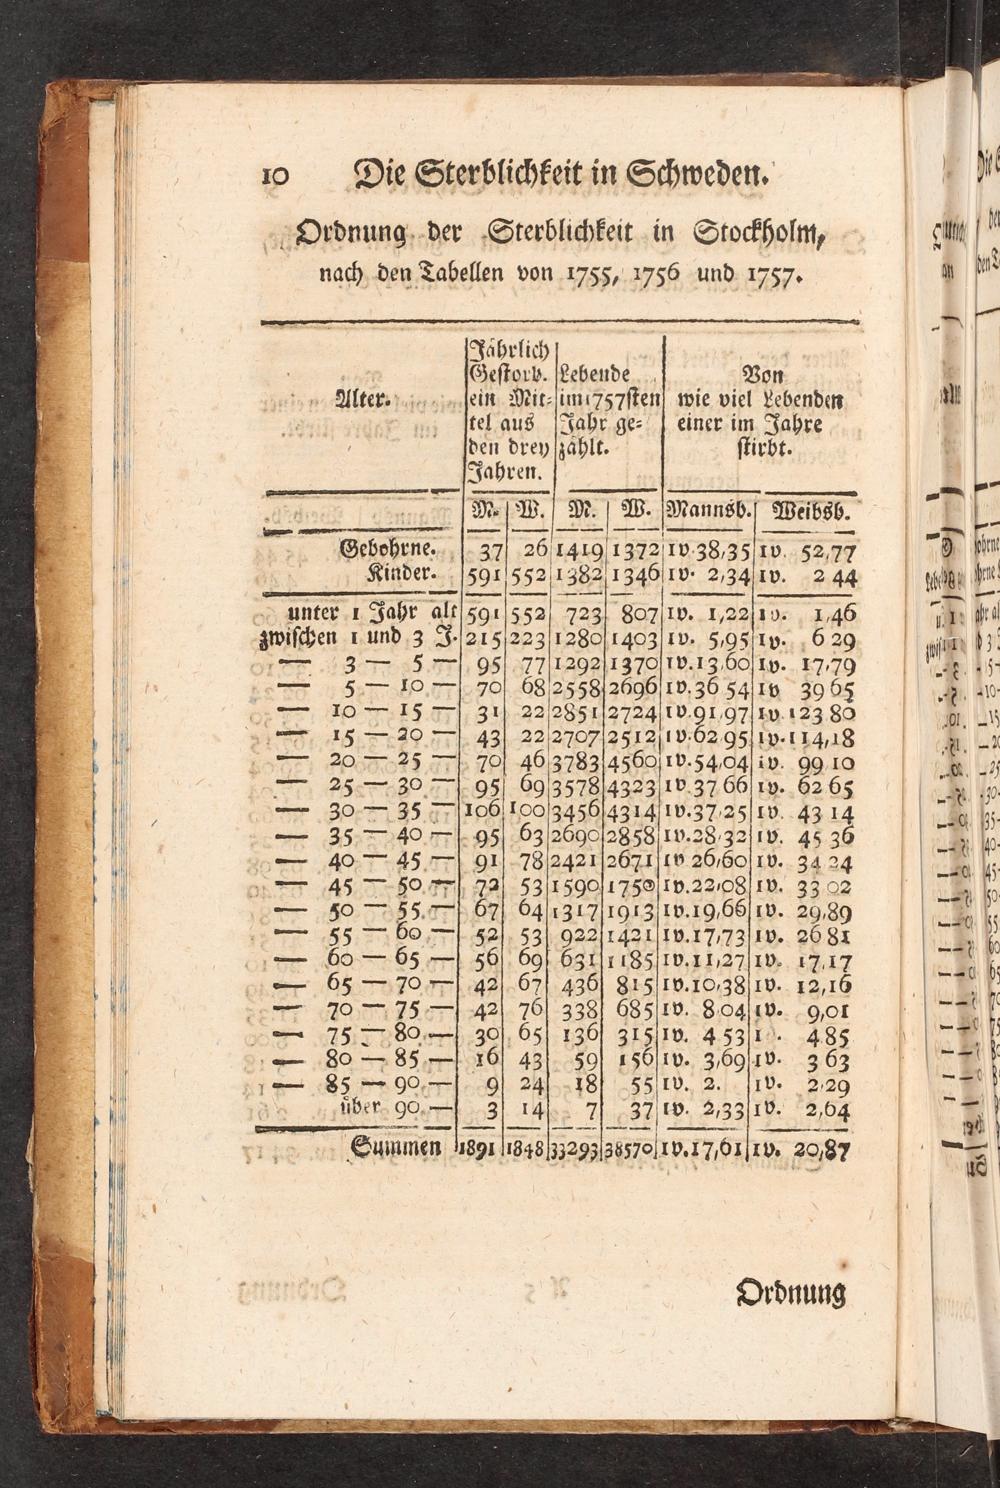 10 Die Sterblichkeit in Schweden.
Ordnung der Sterblichkeit in Stockholm,
nach den Tabellen von 1755, 1756 und 1757.
Alter.
Jährlich
Gestorb.
ein Mit-
tel aus
den drey
Jahren.
Lebende
im 1757sten
Jahr ge-
zählt.
Von
wie viel Lebenden
einer im Jahre
stirbt.
M. W. M. W. Mannsb. Weibsb.
Gebohrne. 37 26 1419 1372 1v. 38,35 1v. 52,77
Kinder. 591 552 1382 1346 1v. 2,34 1v. 2 44
unter 1 Jahr alt 591 552 723 807 1v. 1,22 1v. 1,46
zwischen 1 und 3 J. 215 223 1280 1403 1v. 5,95 1v. 6 29
— 3 — 5 — 95 77 1292 1370 1v. 13,60 1v. 17,79
— 5 — 10 — 70 68 2558 2696 1v. 36 54 1v 39 65
— 10 — 15 — 31 22 2851 2724 1v. 91,97 1v. 123 80
— 15 — 20 — 43 22 2707 2512 1v. 62 95 1v. 114,18
— 20 — 25 — 70 46 3783 4560 1v. 54,04 iv. 99 10
— 25 — 30 — 95 69 3578 4323 1v. 37 66 1v. 62 65
— 30 — 35 — 106 100 3456 4314 1v. 37,25 1v. 43 14
— 35 — 40 — 95 63 2690 2858 1v. 28,32 1v. 45 36
— 40 — 45 — 91 78 2421 2671 1v 26,60 1v. 34 24
— 45 — 50 — 72 53 1590 1750 1v. 22,08 1v. 33 02
— 50 — 55 — 67 64 1317 1913 1v. 19,66 1v. 29,89
— 55 — 60 — 52 53 922 1421 1v. 17,73 1v. 26 81
— 60 — 65 — 56 69 631 1185 1v. 11,27 1v. 17,17
— 65 — 70 — 42 67 436 815 1v. 10,38 1v. 12,16
— 70 — 75 — 42 76 338 685 1v. 8 04 1v. 9,01
— 75 — 80 — 30 65 136 315 1v. 4 53 1 . 4 85
— 80 — 85 — 16 43 59 156 1v. 3,69 1v. 3 63
— 85 — 90 — 9 24 18 55 1v. 2. 1v. 2,29
über 90 — 3 14 7 37 1v. 2,33 1v. 2,64
Summen 1891 1848 33293 38570 1v. 17,61 1v. 20,87
Ordnung